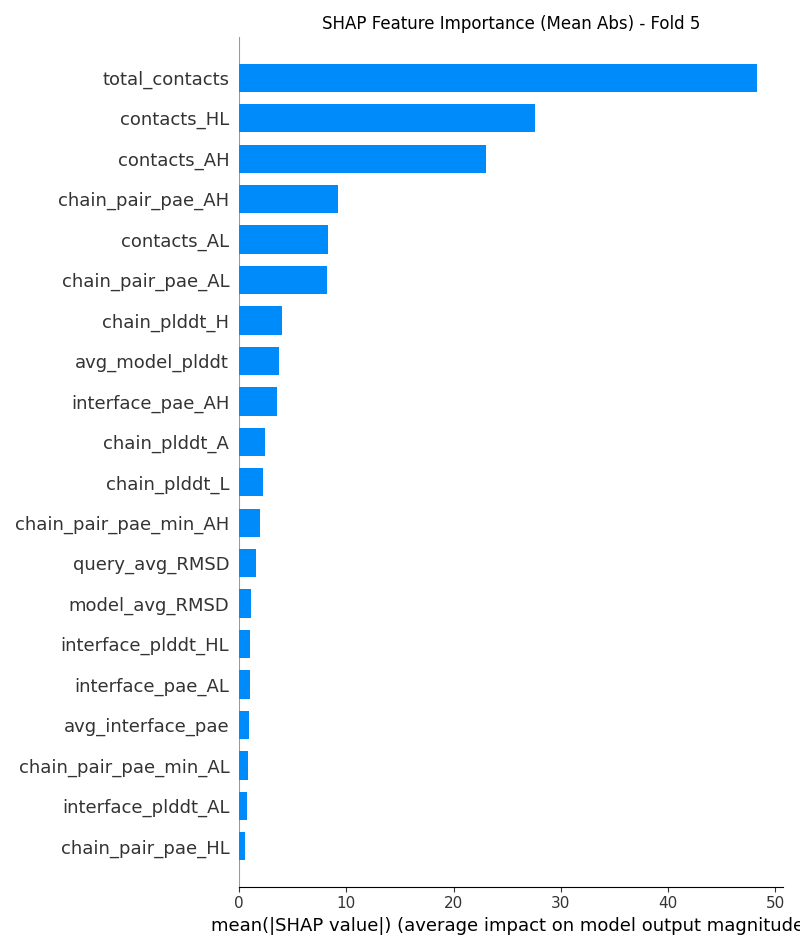 SHAP Feature Importance (Mean Abs) - Fold 5
total_contacts
contacts_HL
contacts_AH
chain_pair_pae_AH
contacts_AL
chain_pair_pae_AL
chain_plddt_H
avg_model_plddt
interface_pae_AH
chain_plddt_A
chain_plddt_L
chain_pair_pae_min_AH
query_avg_RMSD
model_avg_RMSD
interface_plddt_HL
interface_pae_AL
avg_interface_pae
chain_pair_pae_min_AL
interface_plddt_AL
chain_pair_pae_HL
0 10 20 30 40 50
mean(|SHAP value|) (average impact on model output magnitude